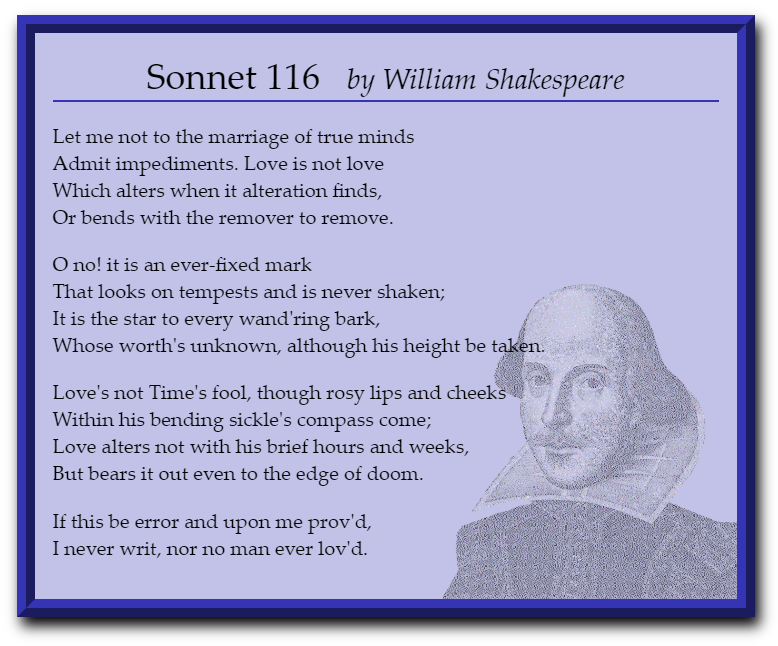 Sonnet 116 by William Shakespeare
Let me not to the marriage of true minds
Admit impediments. Love is not love
Which alters when it alteration finds,
Or bends with the remover to remove.
O no! it is an ever-fixed mark
That looks on tempests and is never shaken;
It is the star to every wand'ring bark,
Whose worth's unknown, although his height be taken.
Love's not Time's fool, though rosy lips and cheeks
Within his bending sickle's compass come;
Love alters not with his brief hours and weeks,
But bears it out even to the edge of doom.
If this be error and upon me prov'd,
I never writ, nor no man ever lov'd.